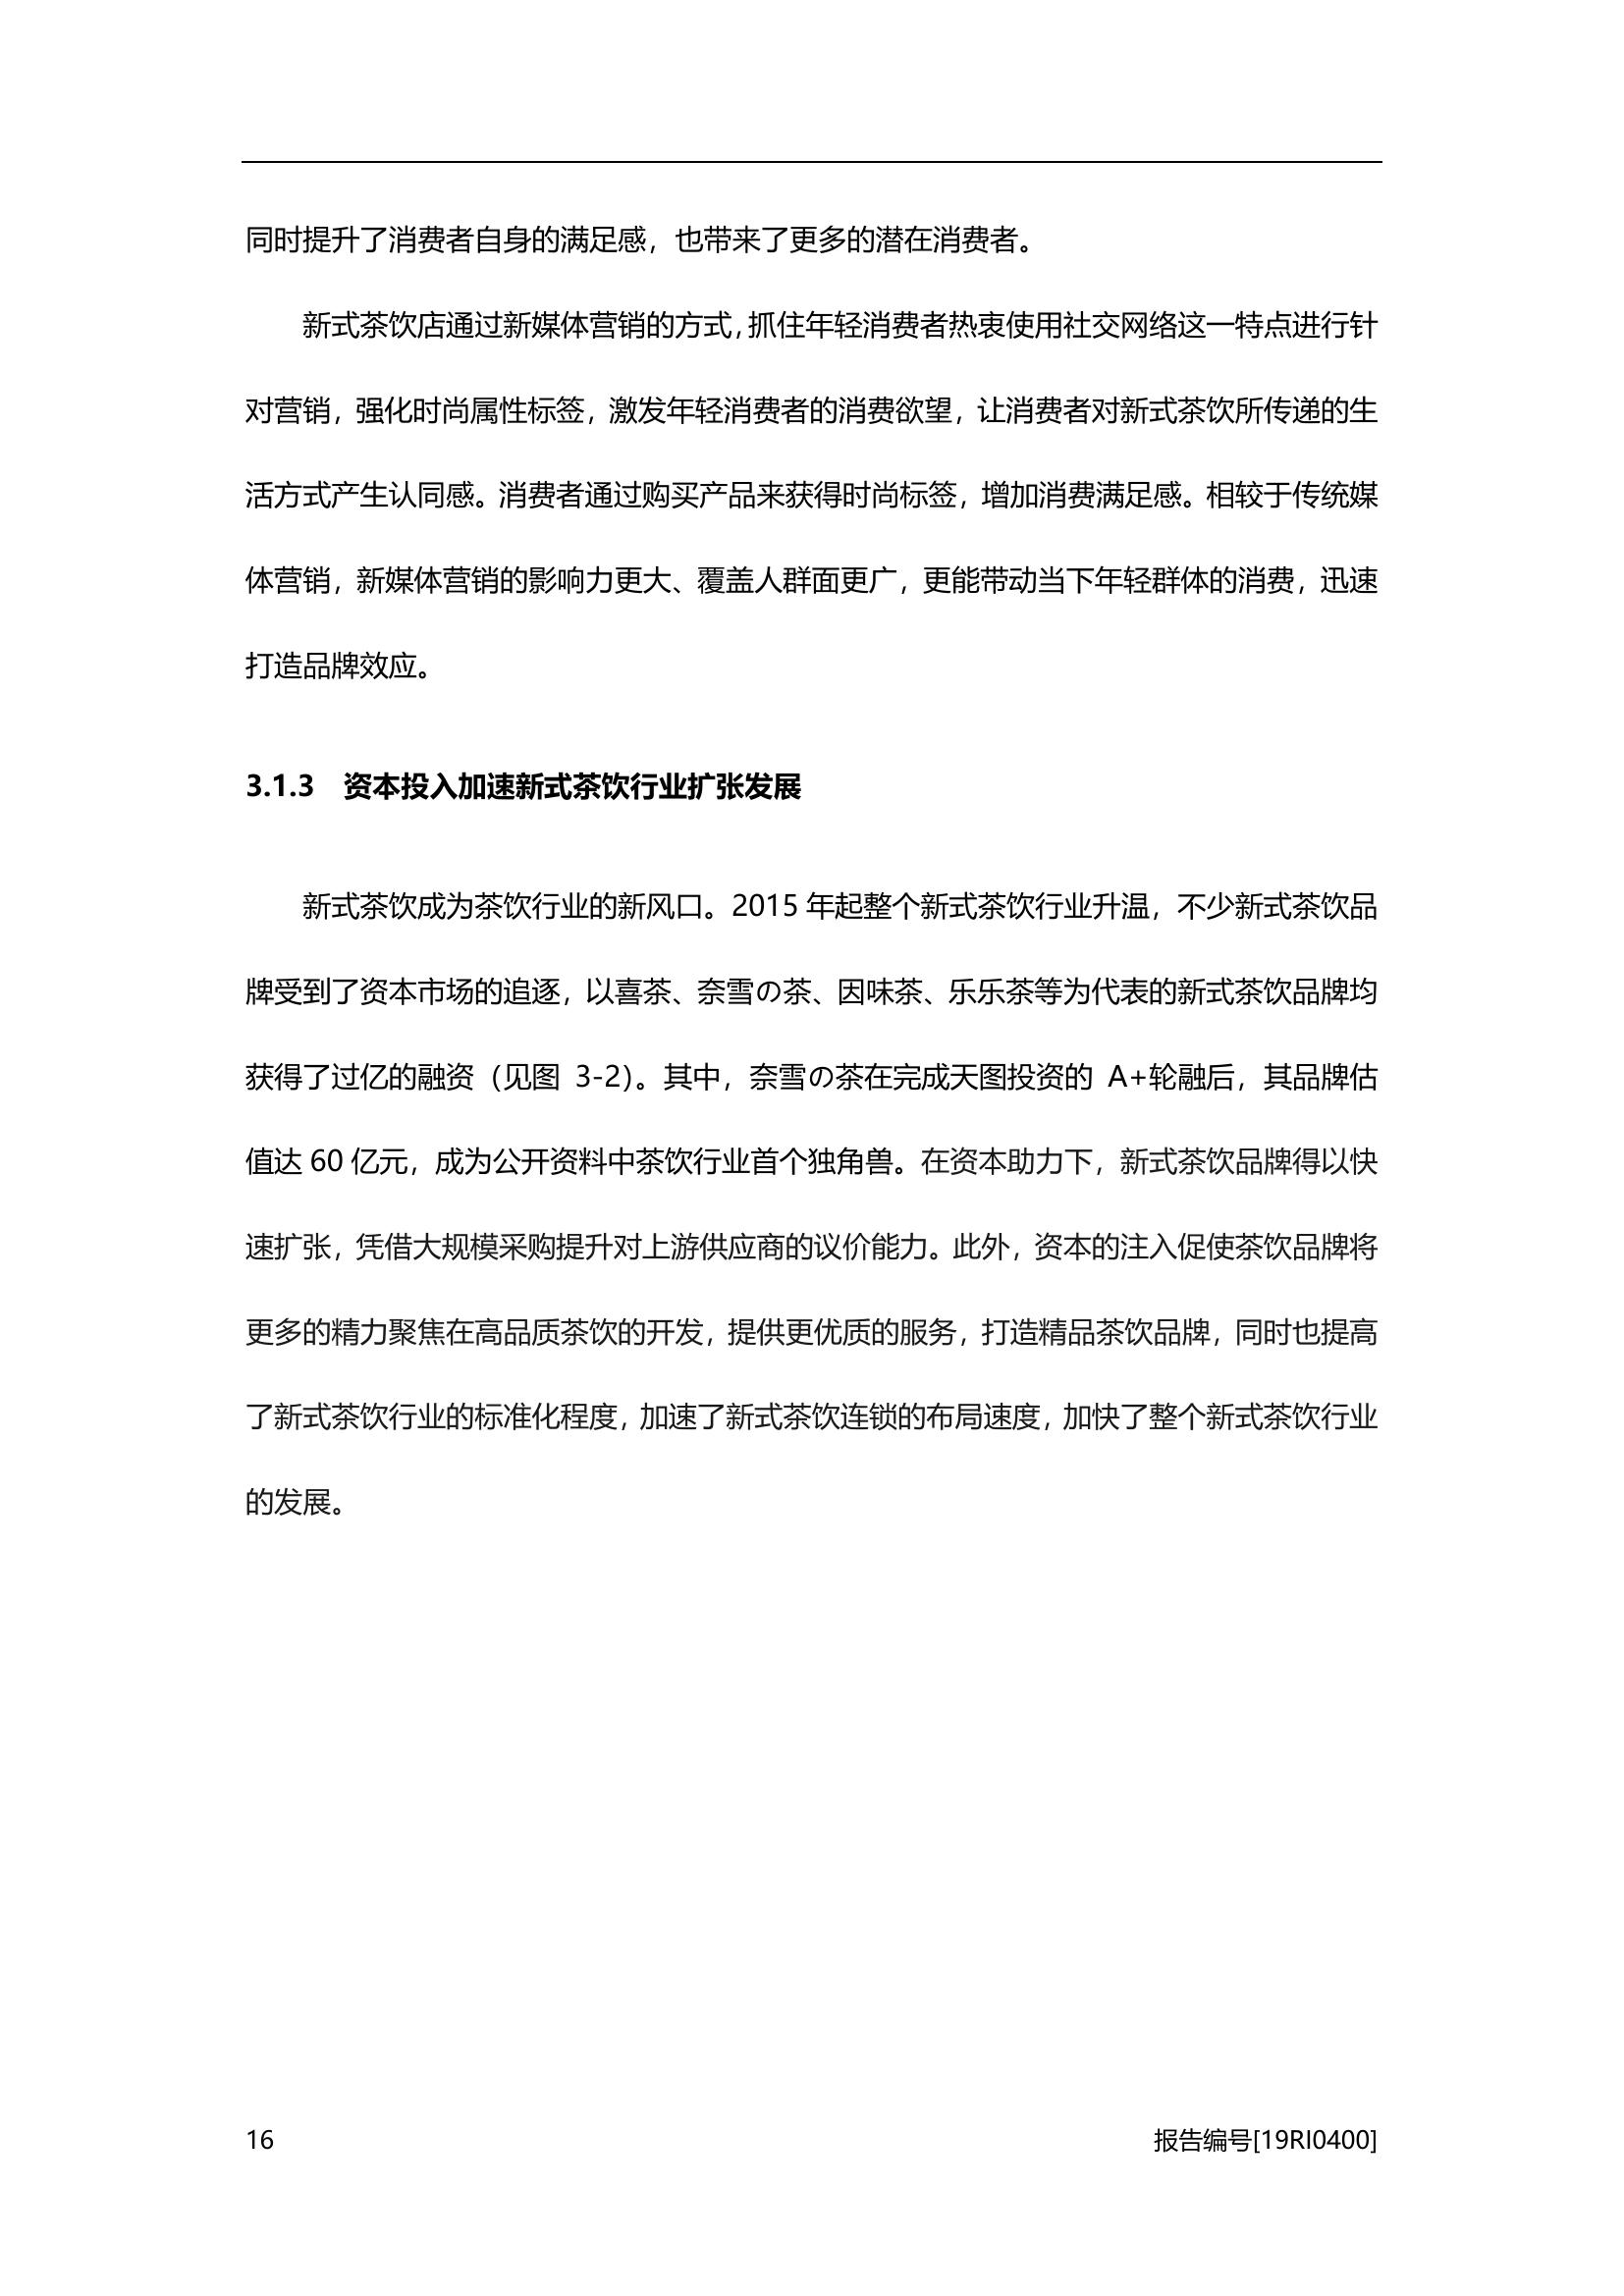 同时提升了消费者自身的满足感，也带来了更多的潜在消费者。
新式茶饮店通过新媒体营销的方式，抓住年轻消费者热衷使用社交网络这一特点进行针
对营销，强化时尚属性标签，激发年轻消费者的消费欲望，让消费者对新式茶饮所传递的生
活方式产生认同感。消费者通过购买产品来获得时尚标签，增加消费满足感。相较于传统媒
体营销，新媒体营销的影响力更大、覆盖人群面更广，更能带动当下年轻群体的消费，迅速
打造品牌效应。
3.1.3 资本投入加速新式茶饮行业扩张发展
新式茶饮成为茶饮行业的新风口。2015 年起整个新式茶饮行业升温，不少新式茶饮品
牌受到了资本市场的追逐，以喜茶、奈雪の茶、因味茶、乐乐茶等为代表的新式茶饮品牌均
获得了过亿的融资（见图 3-2）。其中，奈雪の茶在完成天图投资的 A+轮融后，其品牌估
值达 60 亿元，成为公开资料中茶饮行业首个独角兽。在资本助力下，新式茶饮品牌得以快
速扩张，凭借大规模采购提升对上游供应商的议价能力。此外，资本的注入促使茶饮品牌将
更多的精力聚焦在高品质茶饮的开发，提供更优质的服务，打造精品茶饮品牌，同时也提高
了新式茶饮行业的标准化程度，加速了新式茶饮连锁的布局速度，加快了整个新式茶饮行业
的发展。
16 报告编号[19RI0400]